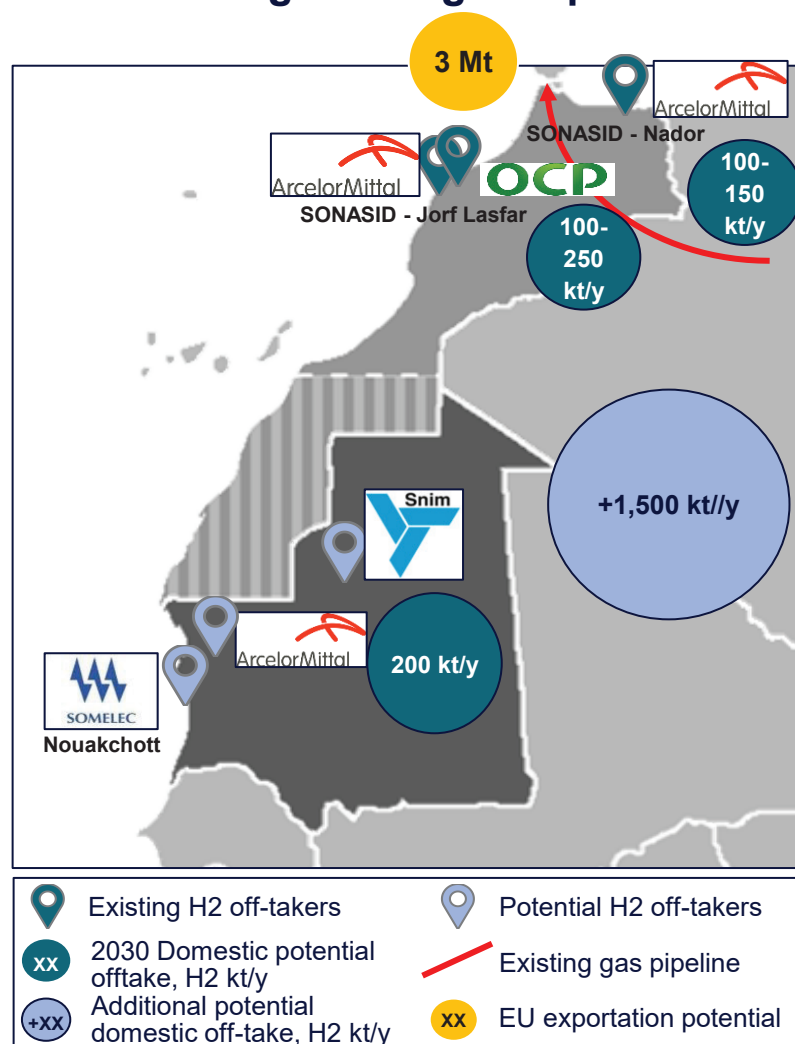 3 Mt
ArcelorMittal
SONASID - Nador
ArcelorMittal
OCP
SONASID - Jorf Lasfar
100-
150
kt/y
100-
250
kt/y
+1,500 kt//y
Snim
ArcelorMittal
200 kt/y
SOMELEC
Nouakchott
Existing H2 off-takers
Potential H2 off-takers
xx
2030 Domestic potential
offtake, H2 kt/y
Existing gas pipeline
+XX
Additional potential
domestic off-take, H2 kt/y
xx
EU exportation potential